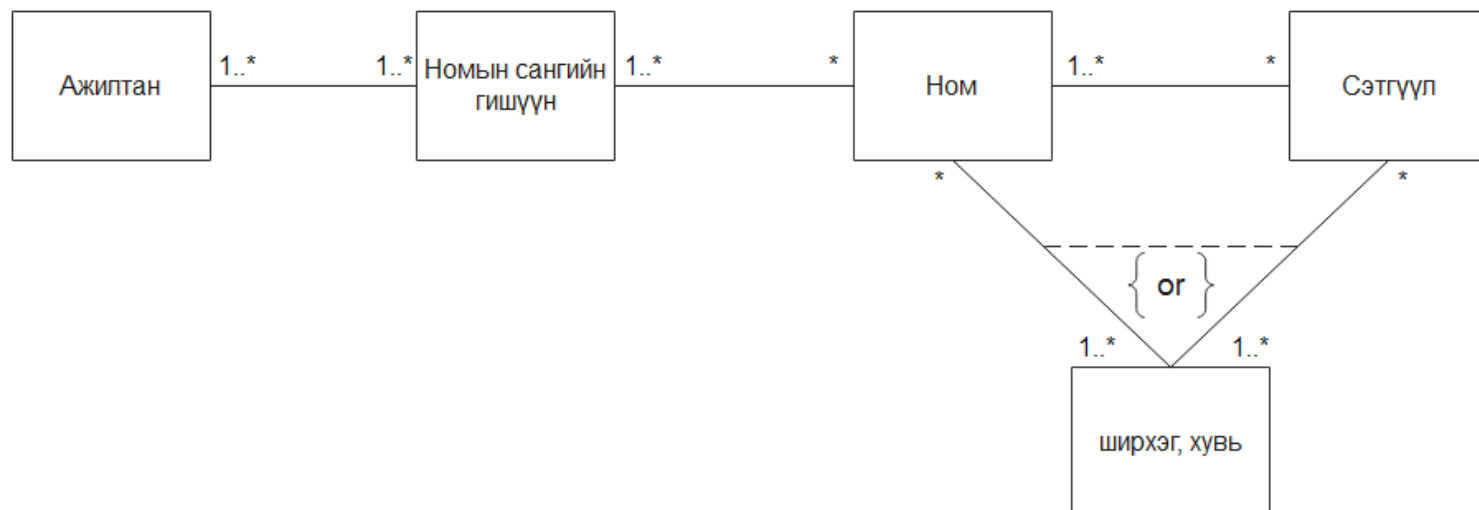 Ажилтан
1..*
1..*
Номын сангийн
гишүүн
1..*
*
Ном
1..*
*
Сэтгүүл
*
*
{ or }
1..*
1..*
ширхэг, хувь